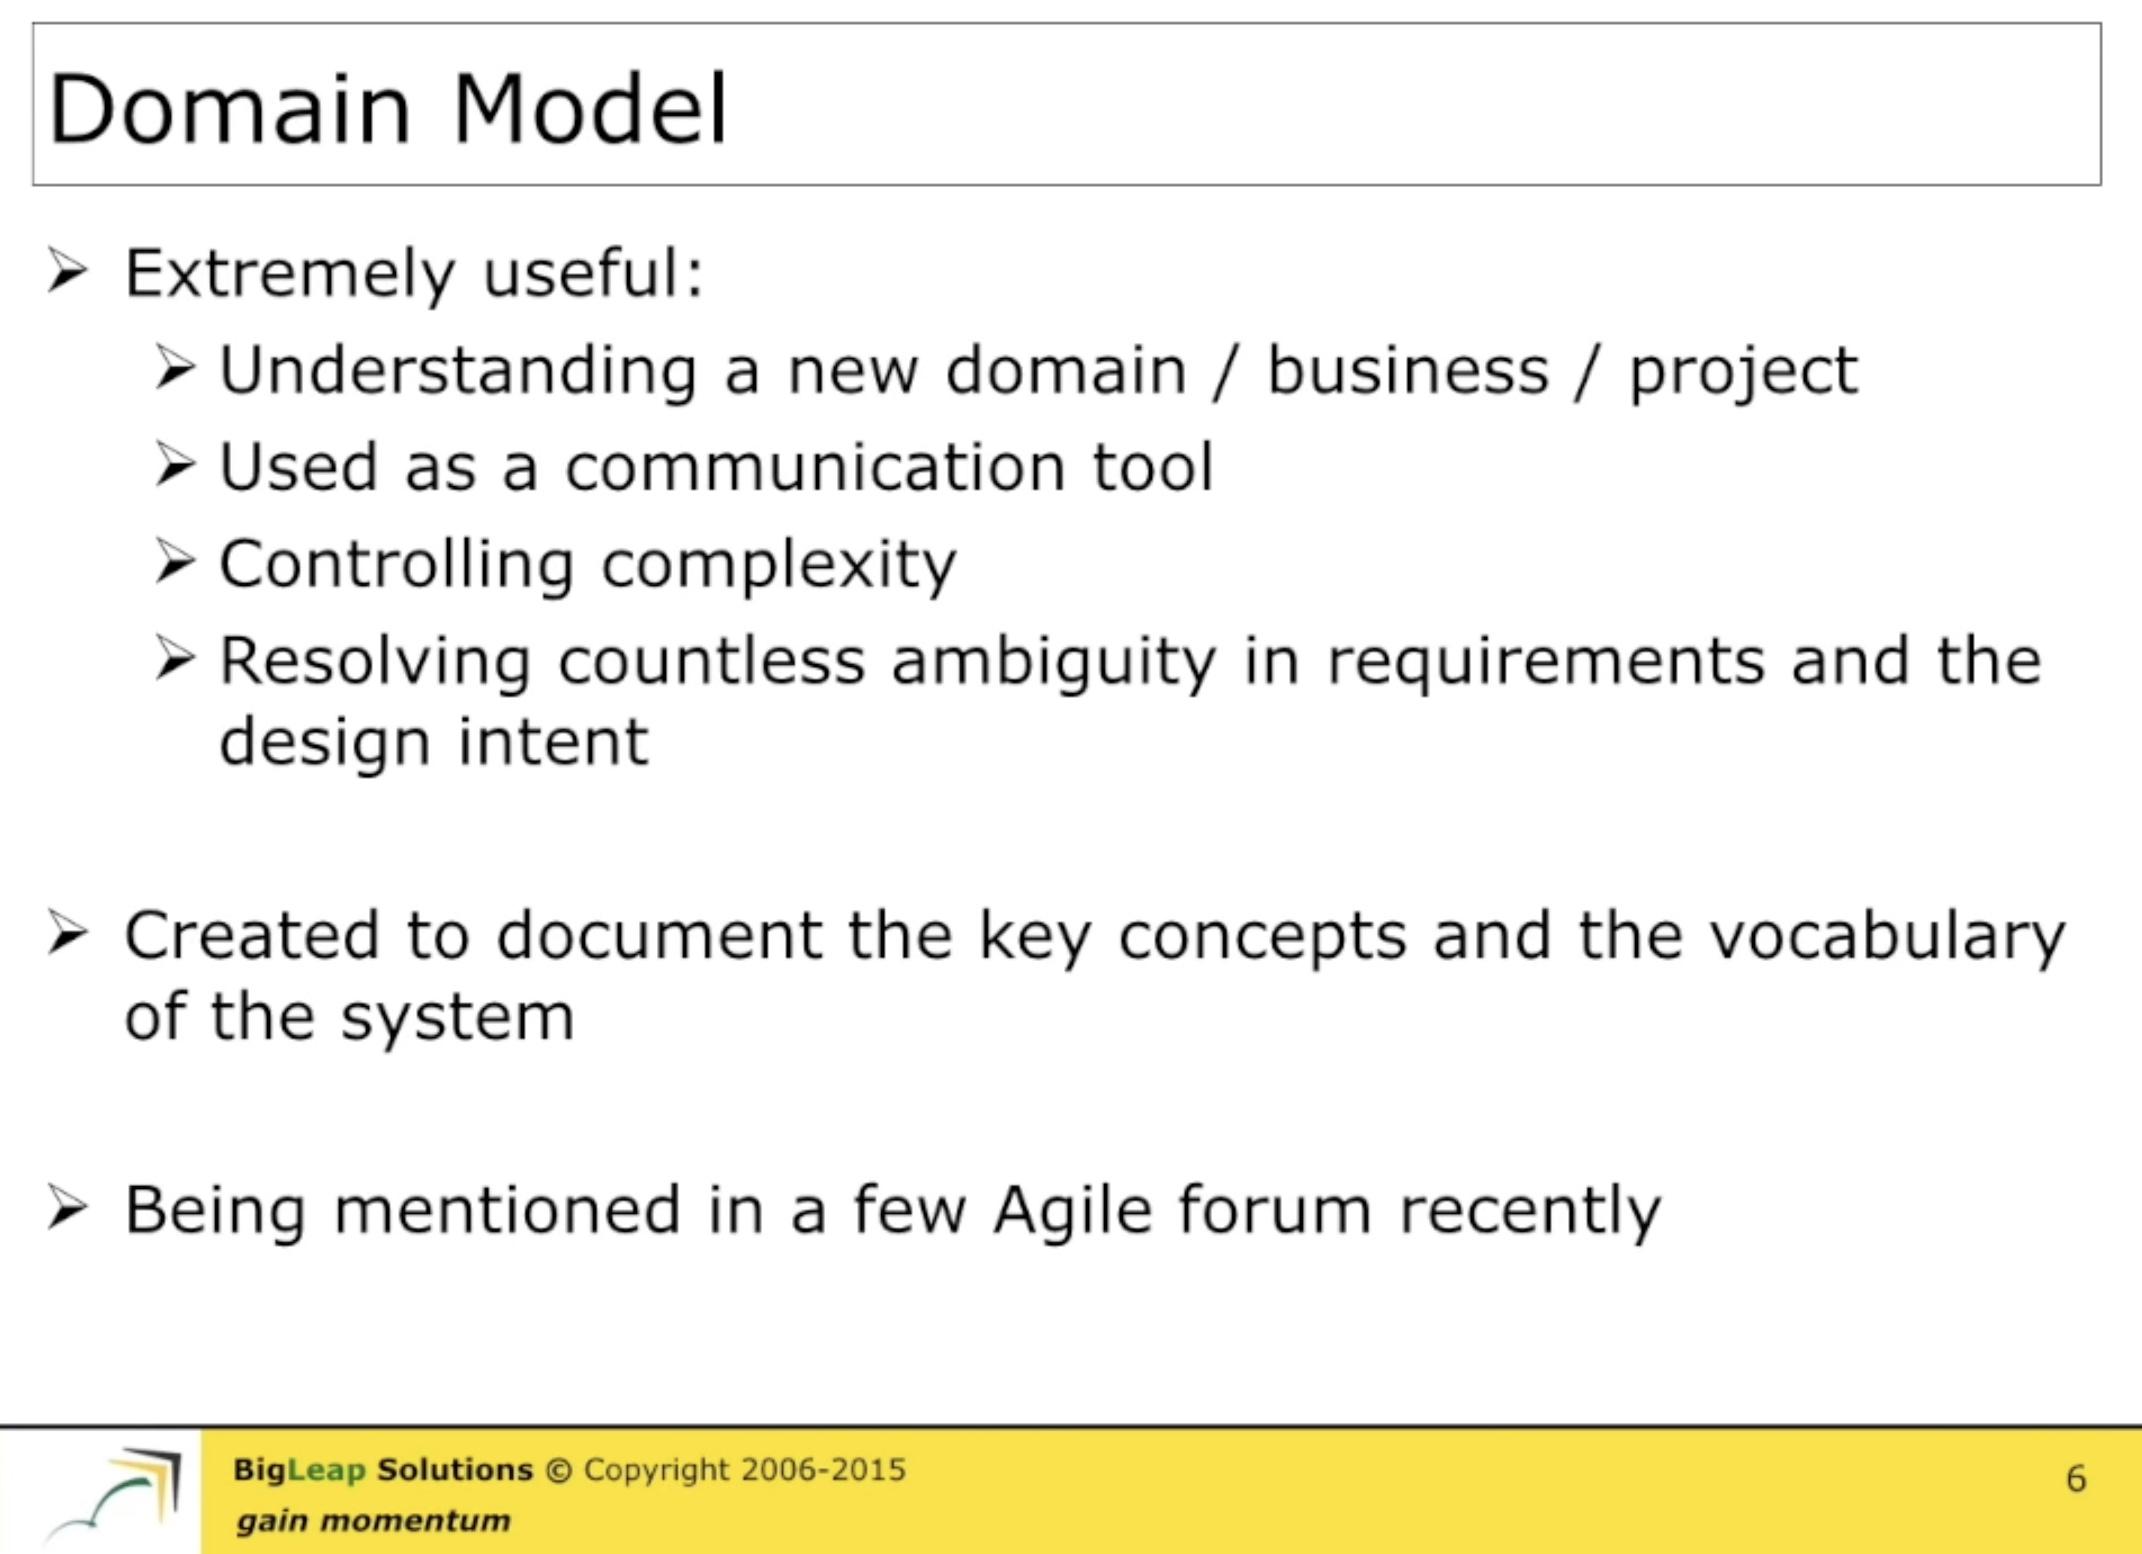 Domain Model
Extremely useful:
Understanding a new domain / business / project
Used as a communication tool
Controlling complexity
Resolving countless ambiguity in requirements and the
design intent
Created to document the key concepts and the vocabulary
of the system
Being mentioned in a few Agile forum recently
BigLeap Solutions © Copyright 2006-2015
gain momentum
6